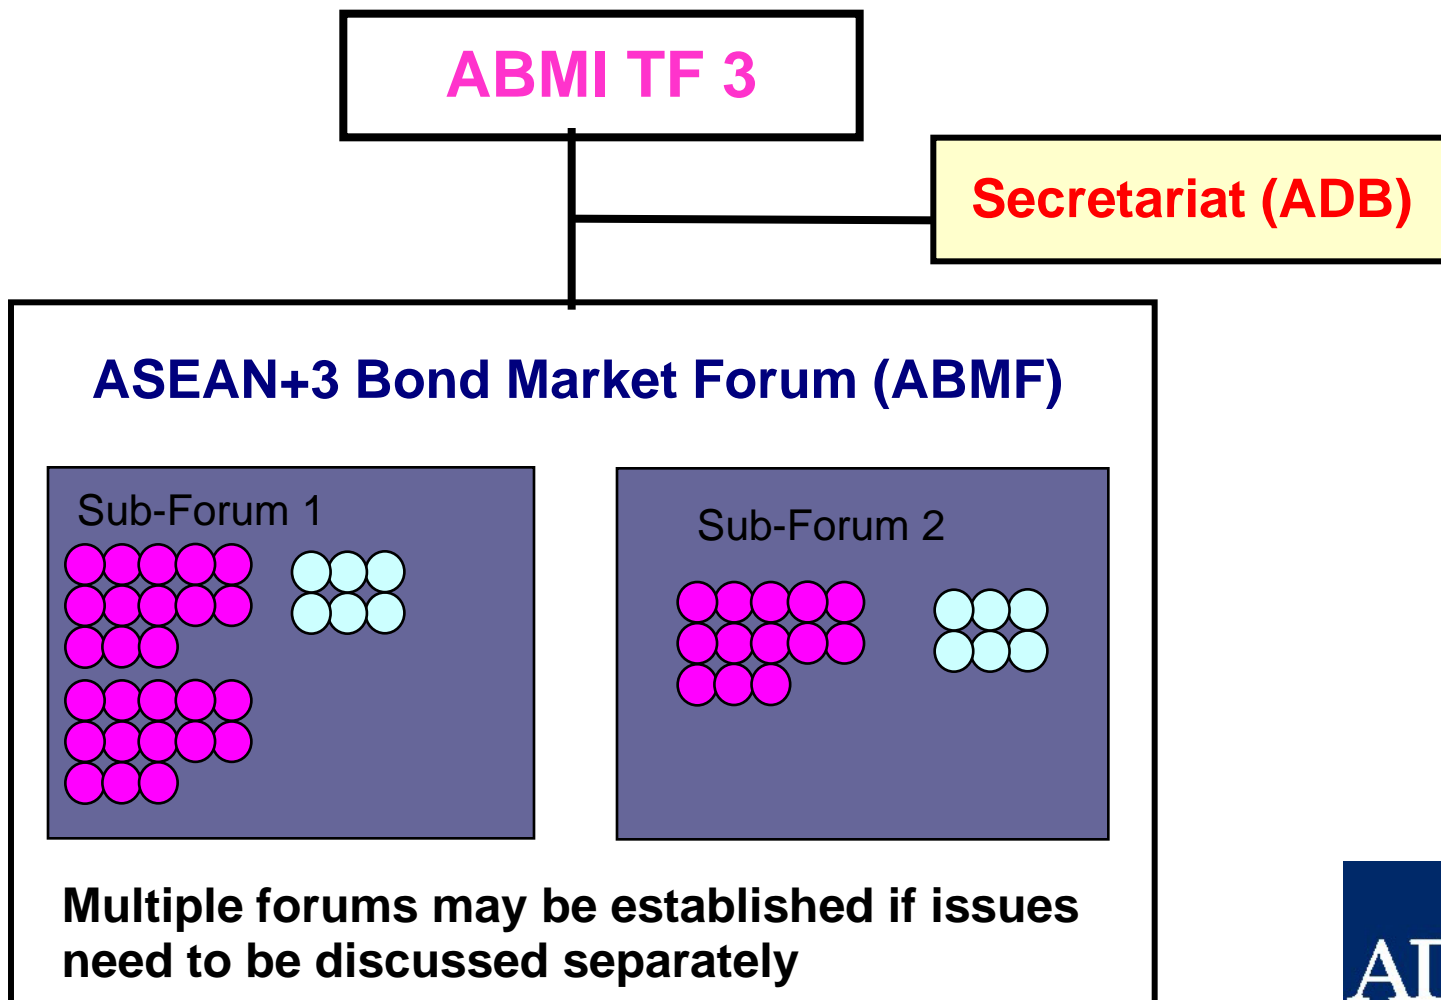 ABMI TF 3
Secretariat (ADB)
ASEAN+3 Bond Market Forum (ABMF)
Sub-Forum 1
Sub-Forum 2
Multiple forums may be established if issues
need to be discussed separately